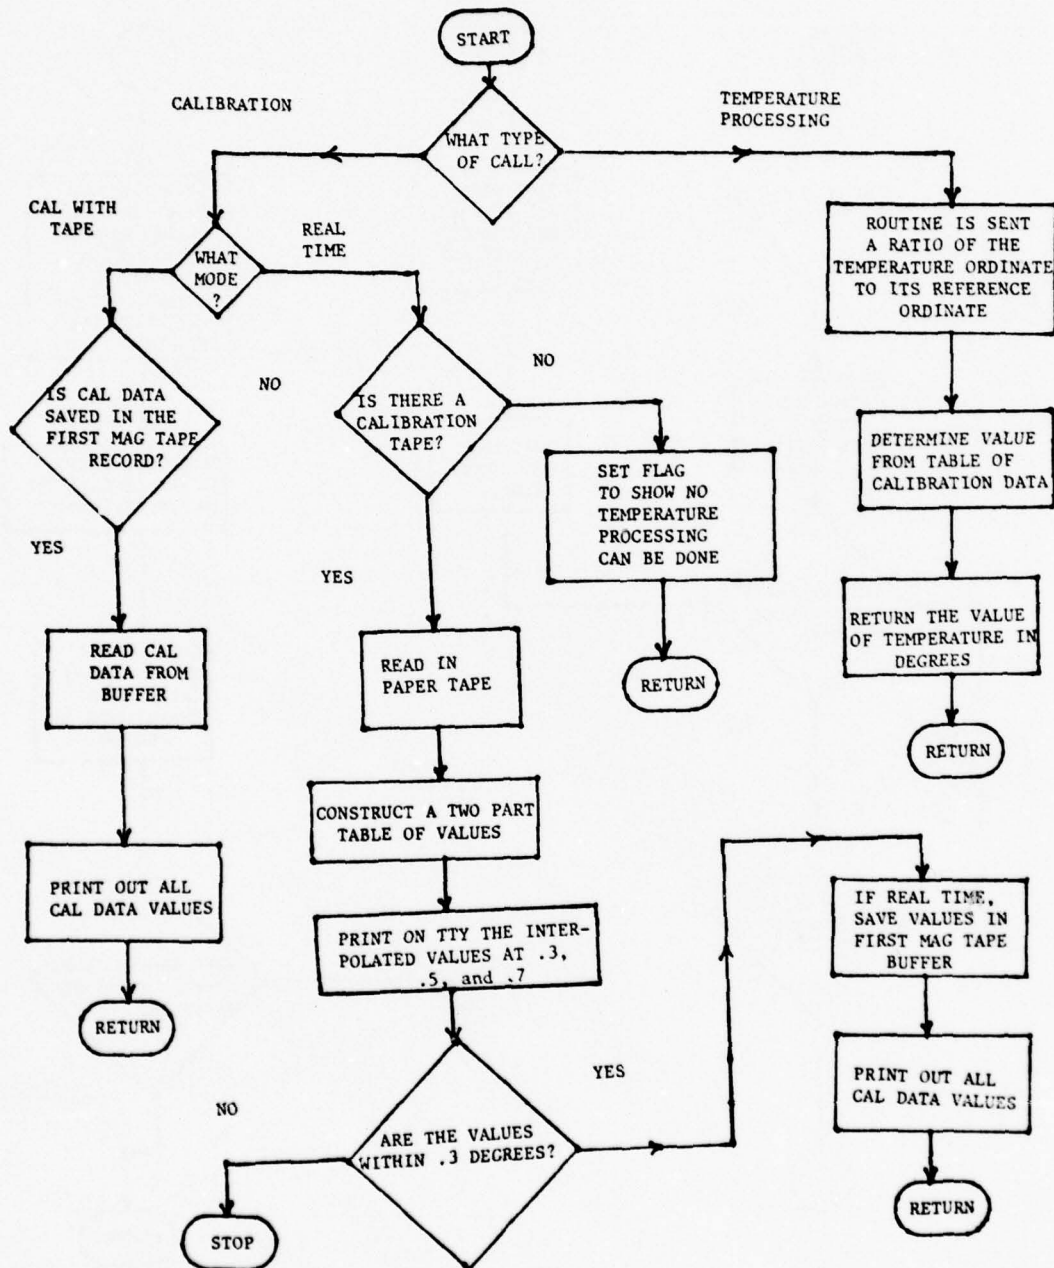 START
CALIBRATION
TEMPERATURE
PROCESSING
WHAT TYPE
OF CALL?
CAL WITH
TAPE
REAL
TIME
WHAT
MODE
?
ROUTINE IS SENT
A RATIO OF THE
TEMPERATURE ORDINATE
TO ITS REFERENCE
ORDINATE
IS CAL DATA
SAVED IN THE
FIRST MAG TAPE
RECORD?
NO
IS THERE A
CALIBRATION
TAPE?
NO
SET FLAG
TO SHOW NO
TEMPERATURE
PROCESSING
CAN BE DONE
DETERMINE VALUE
FROM TABLE OF
CALIBRATION DATA
YES
YES
READ CAL
DATA FROM
BUFFER
READ IN
PAPER TAPE
RETURN
RETURN THE VALUE
OF TEMPERATURE IN
DEGREES
RETURN
CONSTRUCT A TWO PART
TABLE OF VALUES
PRINT OUT ALL
CAL DATA VALUES
PRINT ON TTY THE INTER-
POLATED VALUES AT .3,
.5, and .7
IF REAL TIME,
SAVE VALUES IN
FIRST MAG TAPE
BUFFER
RETURN
YES
NO
ARE THE VALUES
WITHIN .3 DEGREES?
PRINT OUT ALL
CAL DATA VALUES
STOP
RETURN